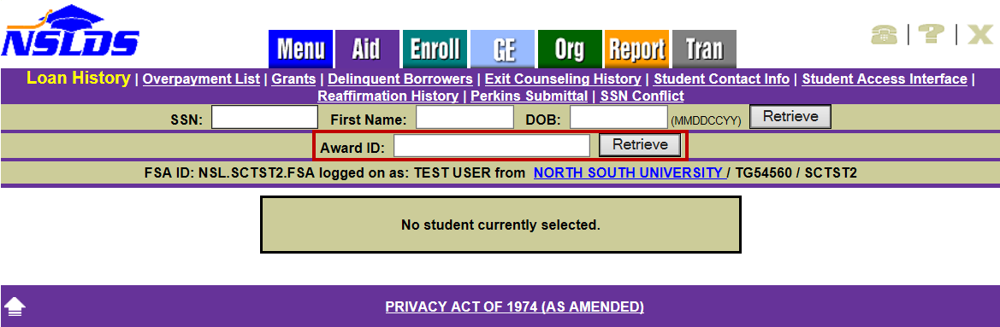 NSLDS
Menu Aid Enroll GE Org Report Tran
? | X
Loan History | Overpayment List | Grants | Delinquent Borrowers | Exit Counseling History | Student Contact Info | Student Access Interface |
Reaffirmation History | Perkins Submittal | SSN Conflict
SSN: First Name: DOB: (MMDDCCYY) Retrieve
Award ID: Retrieve
FSA ID: NSL.SCTST2.FSA logged on as: TEST USER from NORTH SOUTH UNIVERSITY / TG54560 / SCTST2
No student currently selected.
PRIVACY ACT OF 1974 (AS AMENDED)